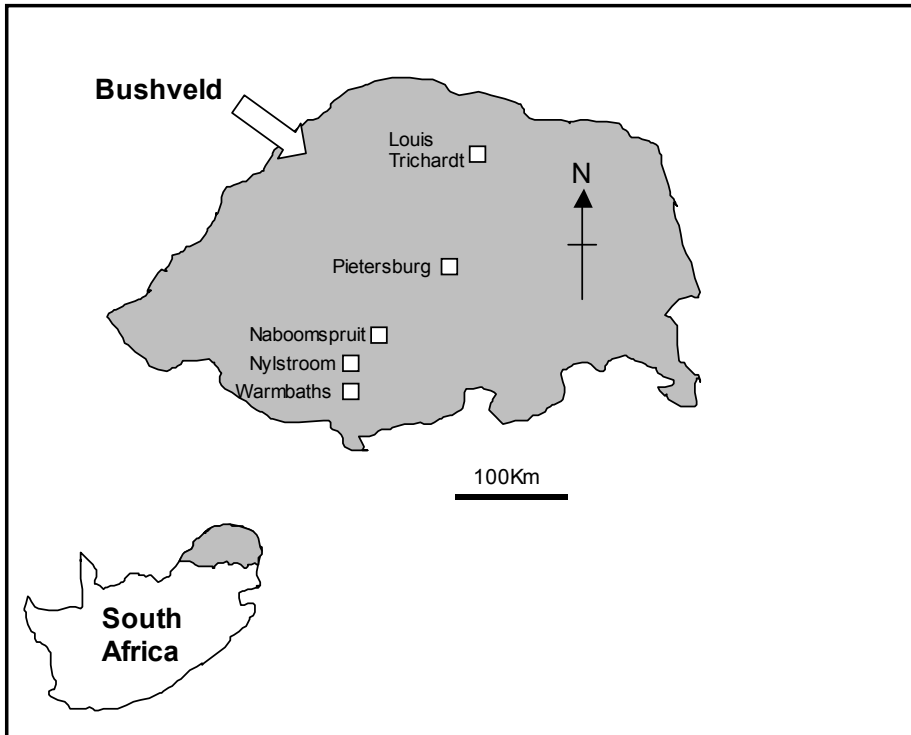 Bushveld
Louis
Trichardt
N
Pietersburg
Naboomspruit
Nylstroom
Warmbaths
100Km
South
Africa